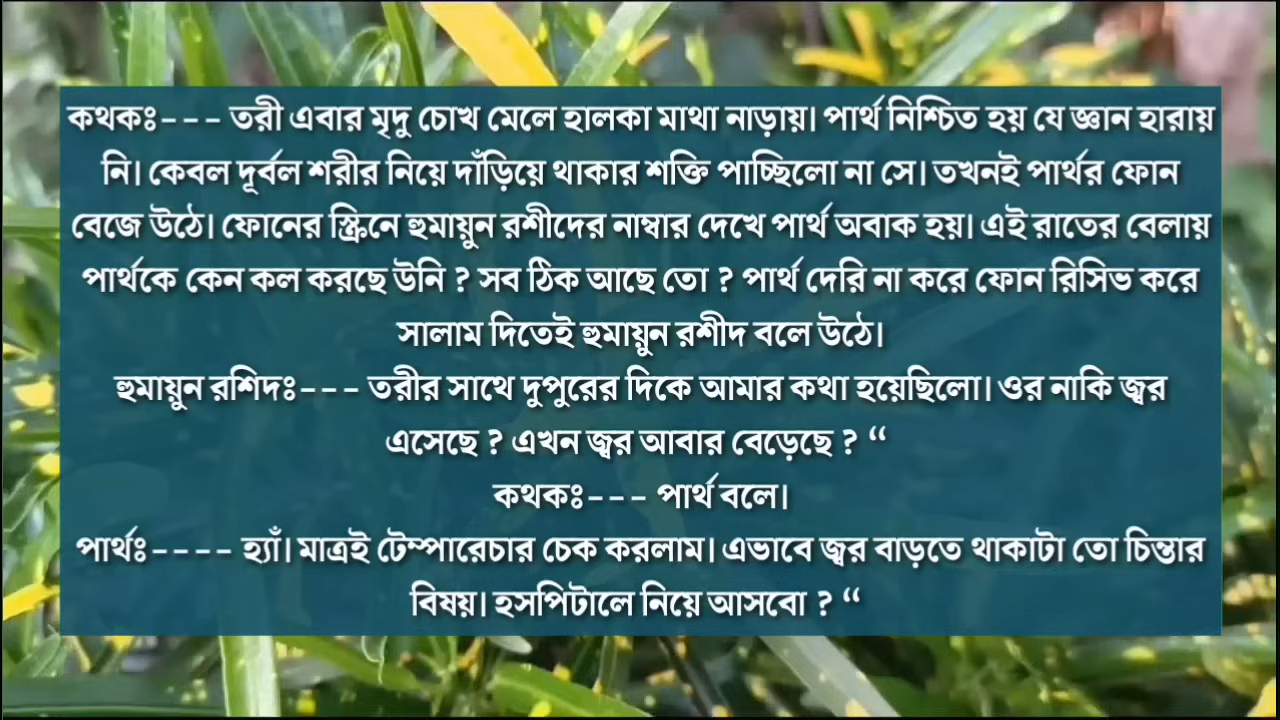 কথকঃ--- তরী এবার মৃদু চোখ মেলে হালকা মাথা নাড়ায়। পার্থ নিশ্চিত হয় যে জ্ঞান হারায়
নি। কেবল দূর্বল শরীর নিয়ে দাঁড়িয়ে থাকার শক্তি পাচ্ছিলো না সে। তখনই পার্থর ফোন
বেজে উঠে। ফোনের স্ক্রিনে হুমায়ুন রশীদের নাম্বার দেখে পার্থ অবাক হয়। এই রাতের বেলায়
পার্থকে কেন কল করছে উনি ? সব ঠিক আছে তো ? পার্থ দেরি না করে ফোন রিসিভ করে
সালাম দিতেই হুমায়ুন রশীদ বলে উঠে।
হুমায়ুন রশিদঃ--- তরীর সাথে দুপুরের দিকে আমার কথা হয়েছিলো। ওর নাকি জ্বর
এসেছে ? এখন জ্বর আবার বেড়েছে ? “
কথকঃ--- পার্থ বলে।
পার্থঃ---- হ্যাঁ। মাত্রই টেম্পারেচার চেক করলাম। এভাবে জ্বর বাড়তে থাকাটা তো চিন্তার
বিষয়। হসপিটালে নিয়ে আসবো ? “